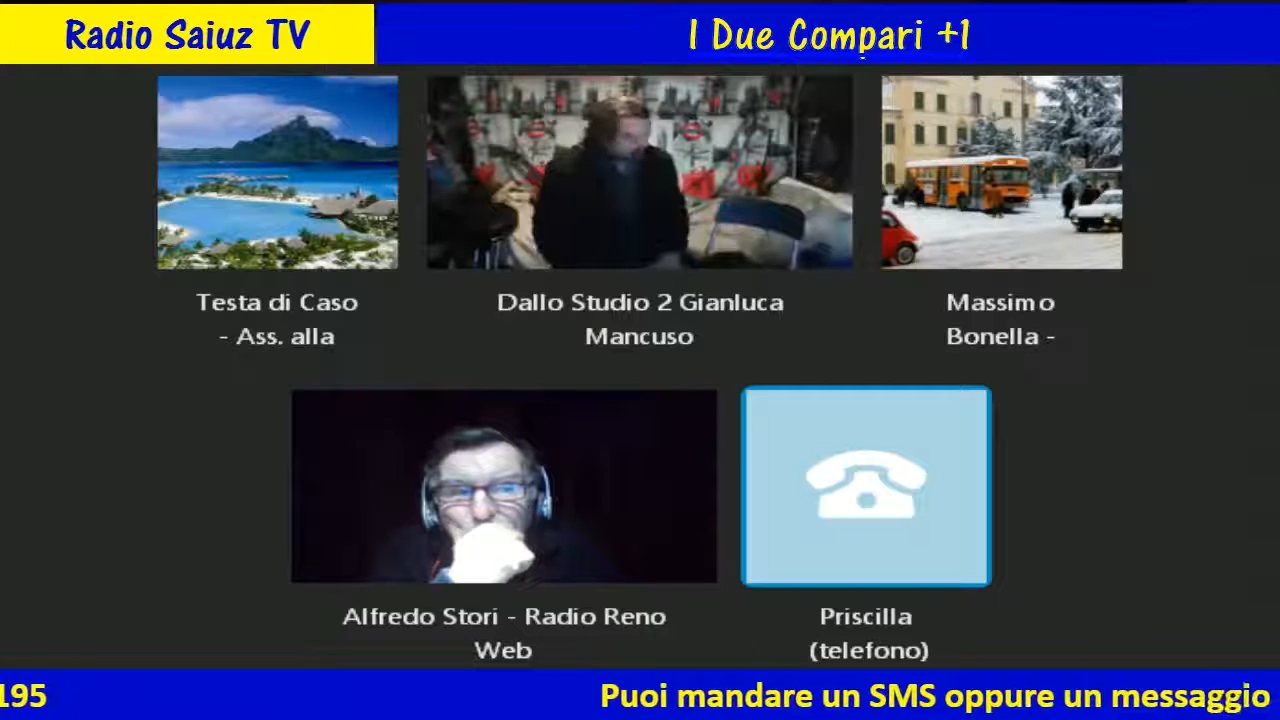 Radio Saiuz TV
I Due Compari +1
Testa di Caso
- Ass. alla
Dallo Studio 2 Gianluca
Mancuso
Massimo
Bonella -
Alfredo Stori - Radio Reno
Web
Priscilla
(telefono)
195
Puoi mandare un SMS oppure un messaggio